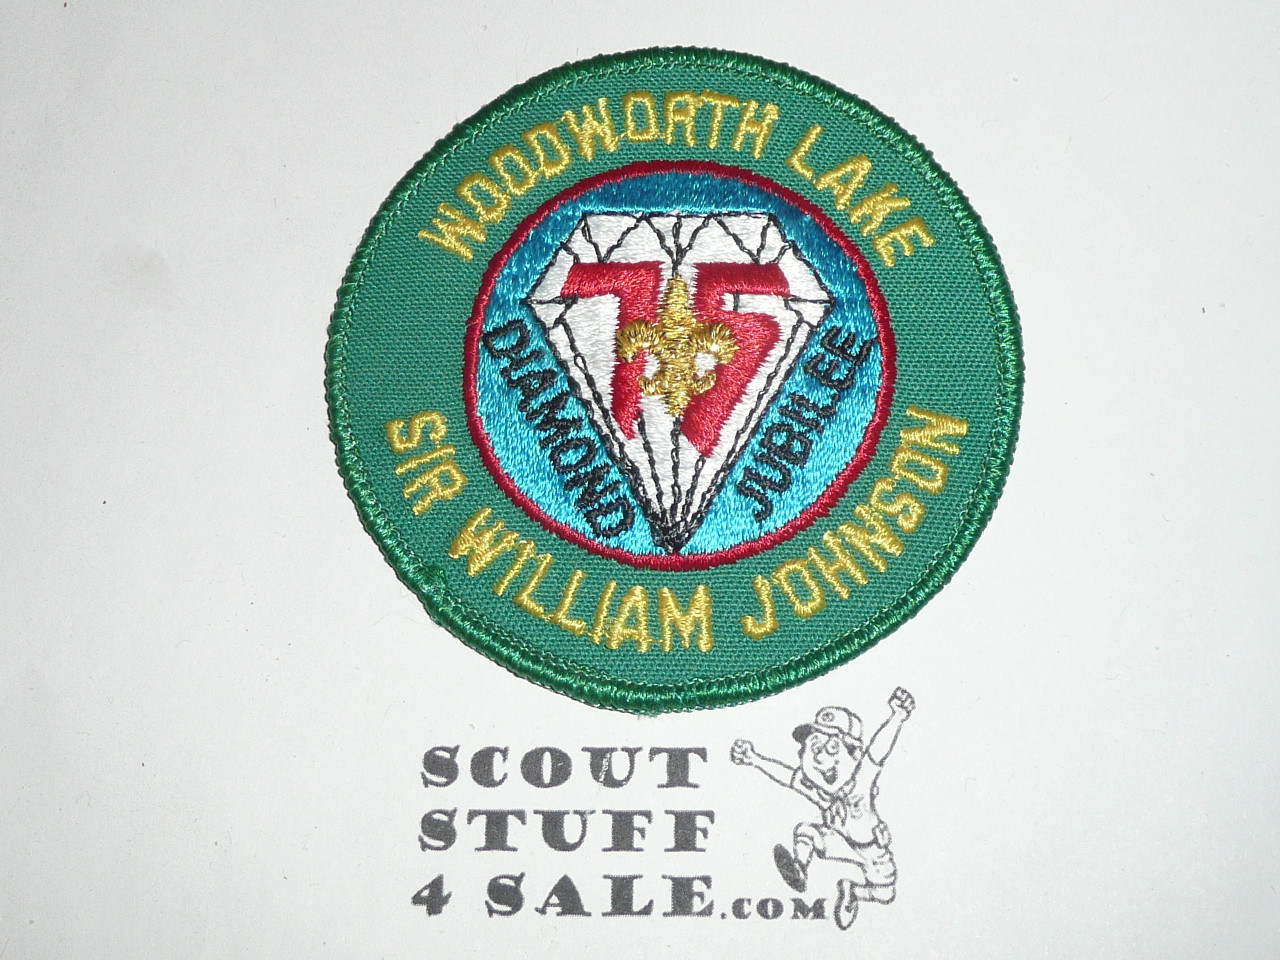 WOODWORTH LAKE
75
DIAMOND
JUBILEE
SIR WILLIAM JOHNSON
SCOUT
STUFF
4 SALE.COM